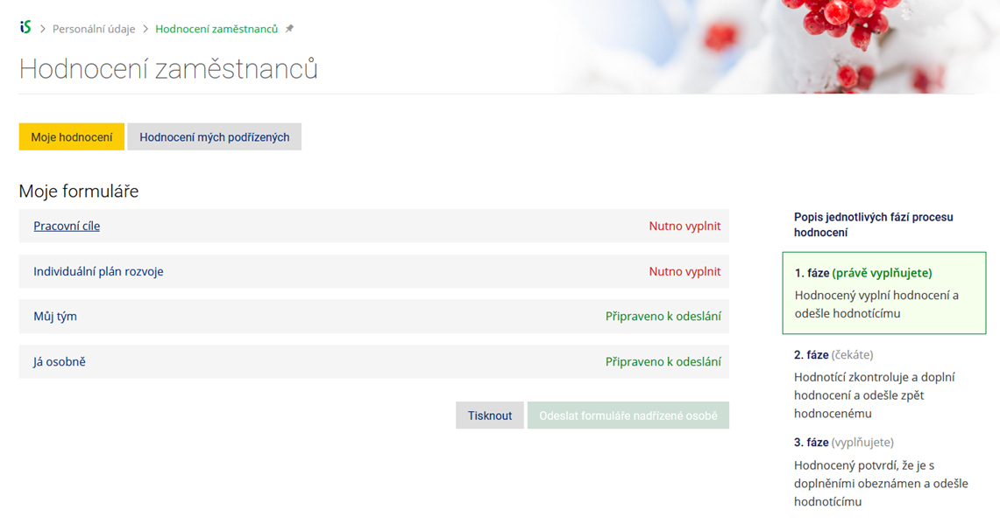 iS > Personální údaje > Hodnocení zaměstnanců
Hodnocení zaměstnanců
Moje hodnocení
Hodnocení mých podřízených
Moje formuláře
Pracovní cíle Nutno vyplnit
Individuální plán rozvoje Nutno vyplnit
Můj tým Připraveno k odeslání
Já osobně Připraveno k odeslání
Tisknout
Odeslat formuláře nadřízené osobě
Popis jednotlivých fází procesu
hodnocení
1. fáze (právě vyplňujete)
Hodnocený vyplní hodnocení a
odešle hodnotícímu
2. fáze (čekáte)
Hodnotící zkontroluje a doplní
hodnocení a odešle zpět
hodnocenému
3. fáze (vyplňujete)
Hodnocený potvrdí, že je s
doplněními obeznámen a odešle
hodnotícímu